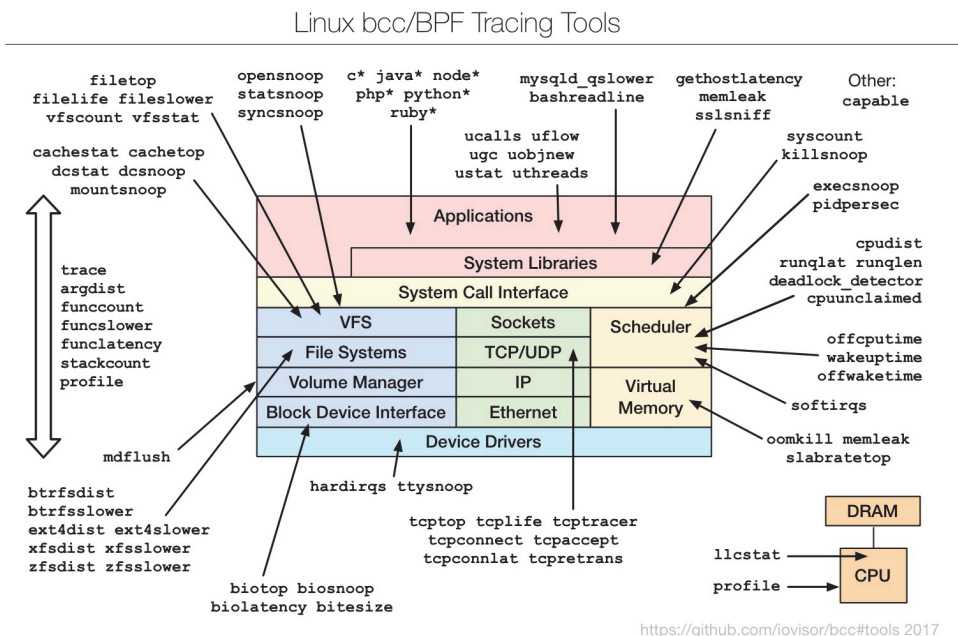 Linux bcc/BPF Tracing Tools
filetop
filelife fileslower
vfscount vfsstat
opensnoop
statsnoop
syncsnoop
c* java* node*
php* python*
ruby*
mysqld_qslower
bashreadline
gethostlatency
memleak
sslsniff
Other:
capable
cachestat cachetop
dcstat dcsnoop
mountsnoop
ucalls uflow
ugc uobjnew
ustat uthreads
syscount
killsnoop
execsnoop
pidpersec
trace
argdist
funccount
funcslower
funclatency
stackcount
profile
Applications
System Libraries
System Call Interface
VFS
Sockets
Scheduler
File Systems
TCP/UDP
Volume Manager
IP
Virtual
Memory
Block Device Interface
Ethernet
Device Drivers
cpudist
runqlat runqlen
deadlock_detector
cpuunclaimed
offcputime
wakeuptime
offwaketime
softirqs
oomkill memleak
slabratetop
mdflush
hardirqs ttysnoop
btrfsdist
btrfsslower
ext4dist ext4slower
xfsdist xfsslower
zfsdist zfsslower
biotop biosnoop
biolatency bitesize
tcptop tcplife tcptracer
tcpconnect tcpaccept
tcpconnlat tcpretrans
DRAM
llcstat
CPU
profile
https://github.com/iovisor/bcc#tools 2017